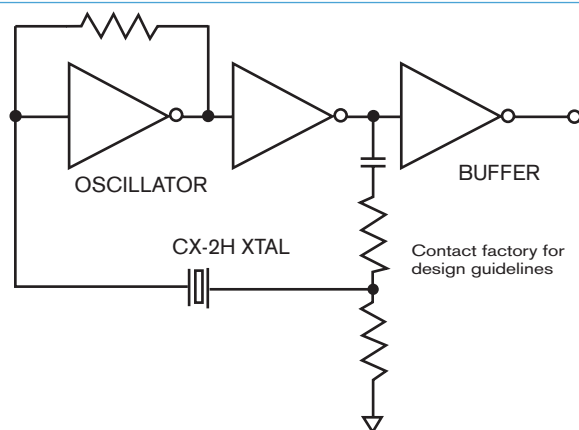 OSCILLATOR
BUFFER
CX-2H XTAL
Contact factory for
design guidelines